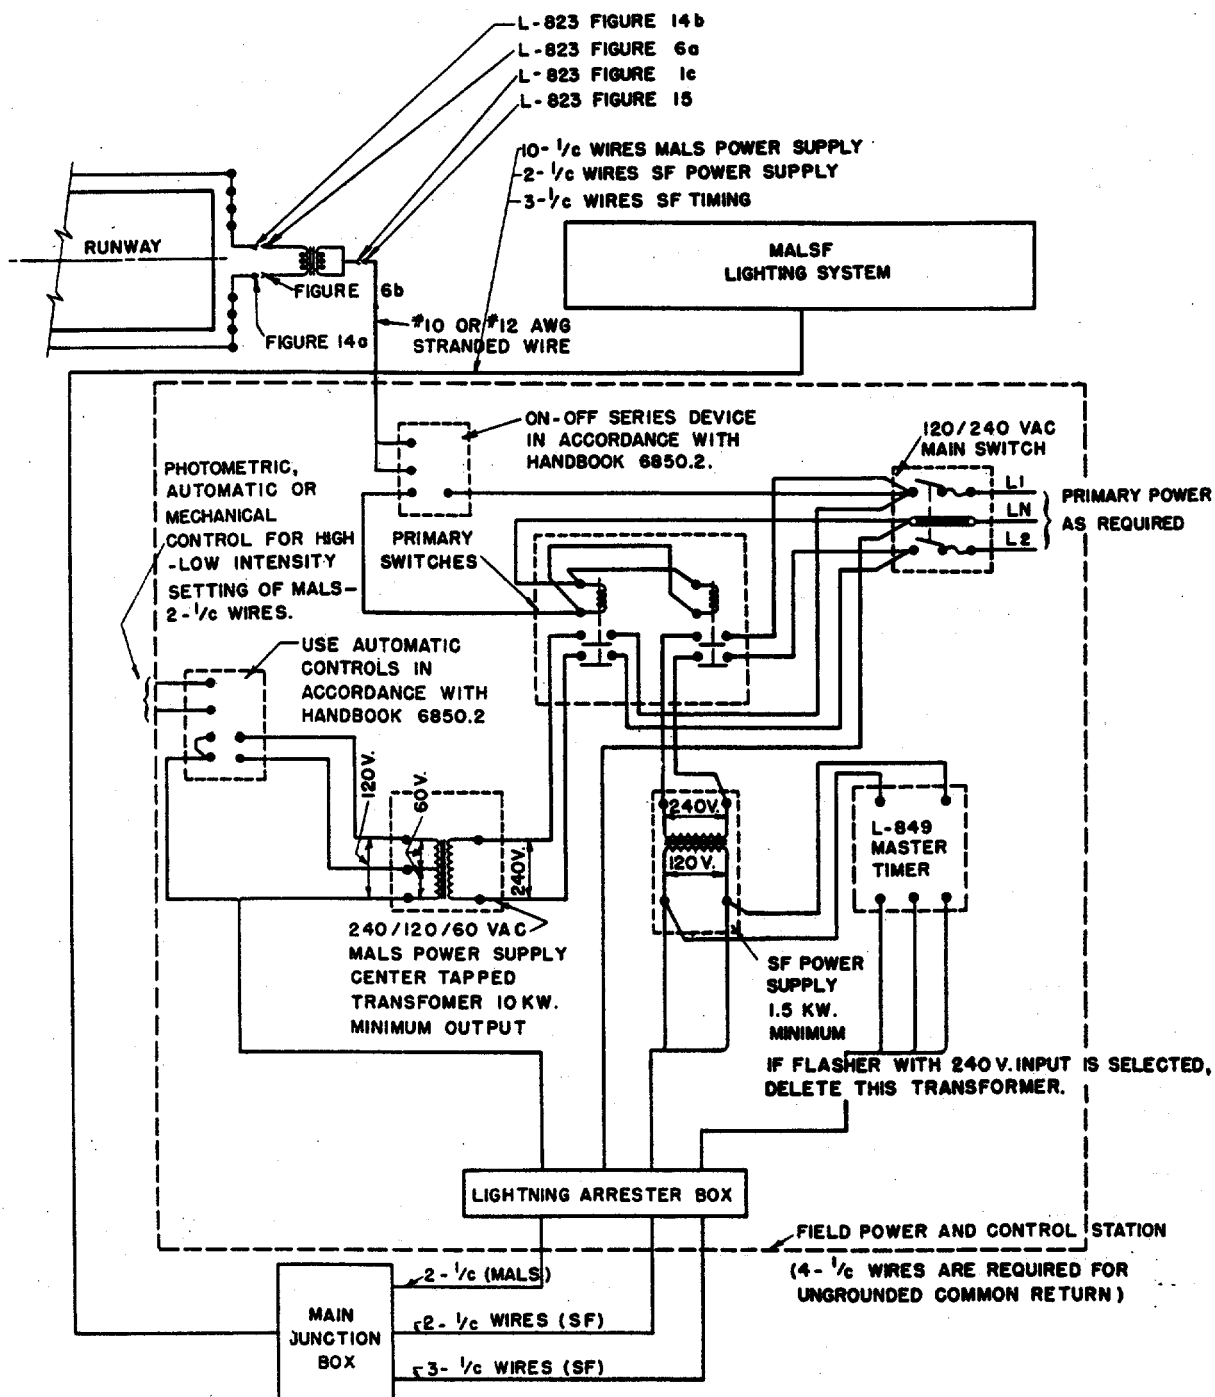 L-823 FIGURE 14b
L-823 FIGURE 6a
L-823 FIGURE 1c
L-823 FIGURE 15
10-1/c WIRES MALS POWER SUPPLY
2-1/c WIRES SF POWER SUPPLY
3-1/c WIRES SF TIMING
RUNWAY
MALSF
LIGHTING SYSTEM
FIGURE 6b
FIGURE 14a
#10 OR #12 AWG
STRANDED WIRE
ON-OFF SERIES DEVICE
IN ACCORDANCE WITH
HANDBOOK 6850.2.
120/240 VAC
MAIN SWITCH
L1
LN
L2
PRIMARY POWER
AS REQUIRED
PHOTOMETRIC,
AUTOMATIC OR
MECHANICAL
CONTROL FOR HIGH
-LOW INTENSITY
SETTING OF MALS-
2-1/c WIRES.
PRIMARY
SWITCHES
USE AUTOMATIC
CONTROLS IN
ACCORDANCE WITH
HANDBOOK 6850.2
120V.
60V.
240V.
240V.
120V.
L-849
MASTER
TIMER
240/120/60 VAC
MALS POWER SUPPLY
CENTER TAPPED
TRANSFOMER 10 KW.
MINIMUM OUTPUT
SF POWER
SUPPLY
1.5 KW.
MINIMUM
IF FLASHER WITH 240V. INPUT IS SELECTED,
DELETE THIS TRANSFORMER.
LIGHTNING ARRESTER BOX
FIELD POWER AND CONTROL STATION
(4-1/c WIRES ARE REQUIRED FOR
UNGROUNDED COMMON RETURN)
MAIN
JUNCTION
BOX
2-1/c (MALS)
2-1/c WIRES (SF)
3-1/c WIRES (SF)